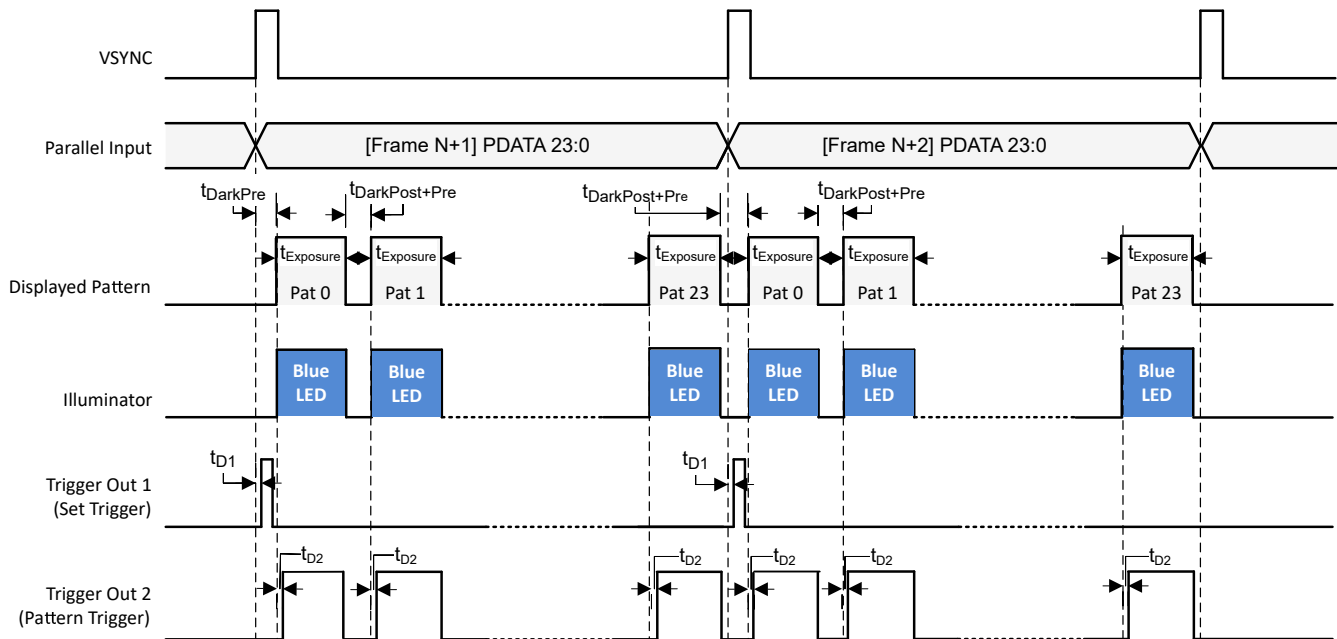 VSYNC
Parallel Input
[Frame N+1] PDATA 23:0
[Frame N+2] PDATA 23:0
tDarkPre
tDarkPost+Pre
tDarkPost+Pre
tDarkPost+Pre
Displayed Pattern
tExposure
Pat 0
tExposure
Pat 1
tExposure
Pat 23
tExposure
Pat 0
tExposure
Pat 1
tExposure
Pat 23
Illuminator
Blue
LED
Blue
LED
Blue
LED
Blue
LED
Blue
LED
Blue
LED
tD1
tD1
Trigger Out 1
(Set Trigger)
tD2
tD2
tD2
tD2
tD2
tD2
Trigger Out 2
(Pattern Trigger)